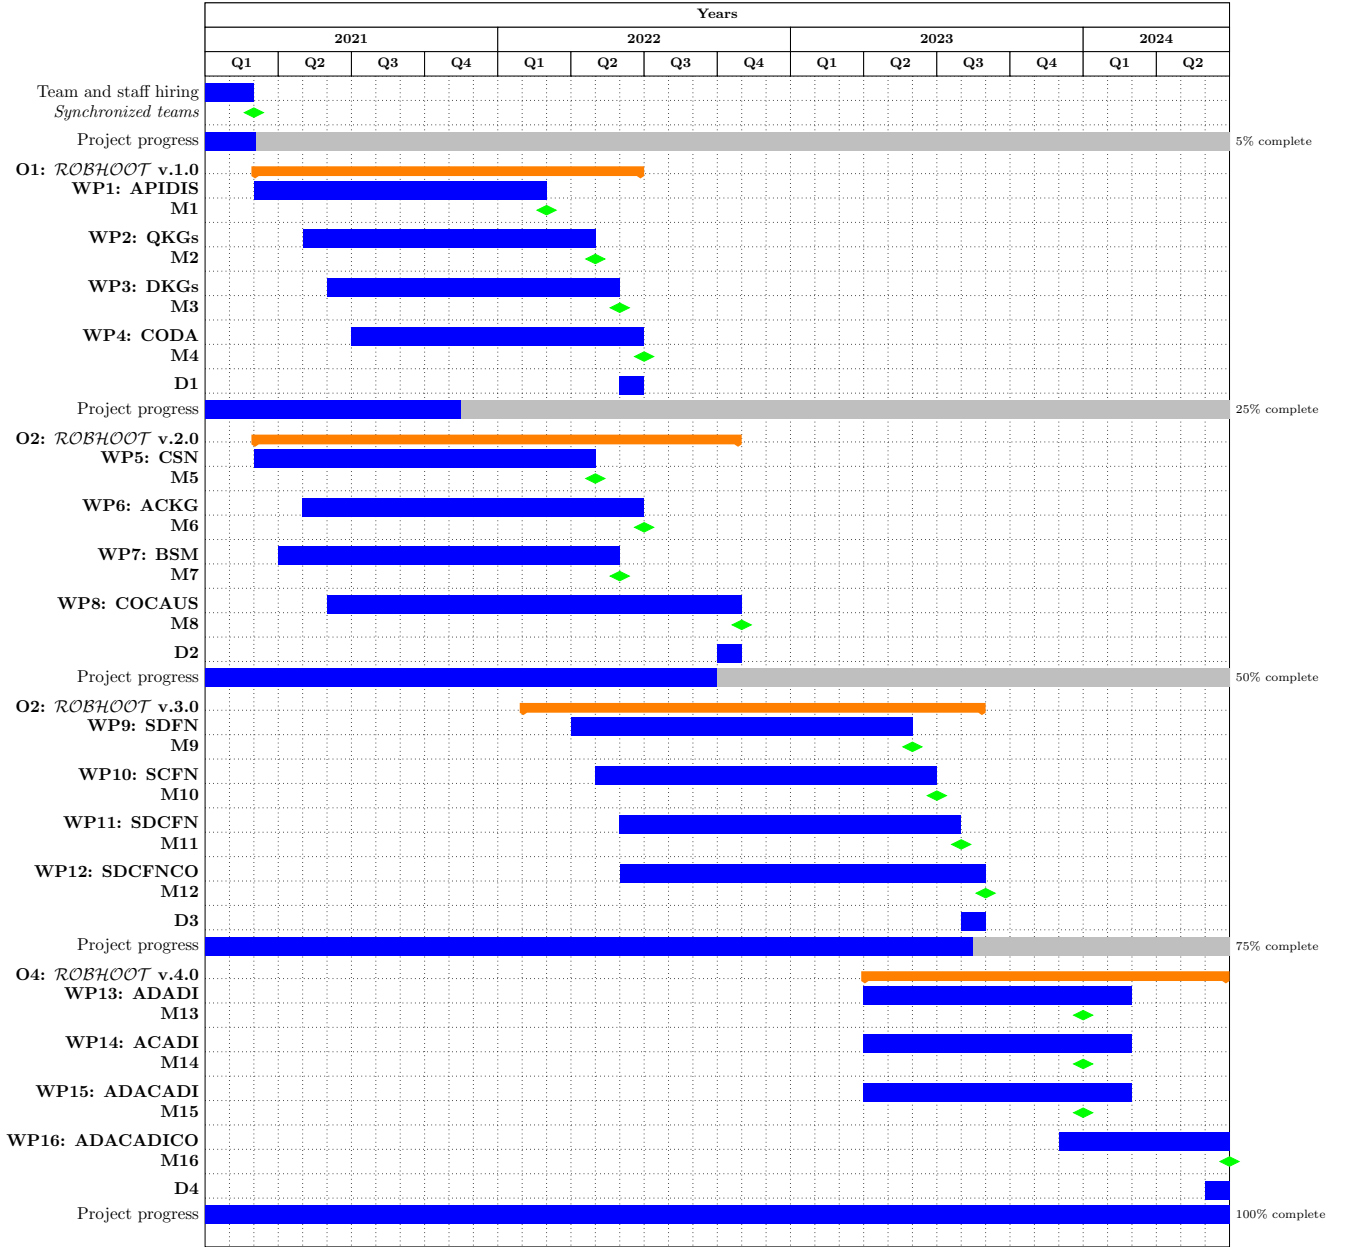 Years
2021 2022 2023 2024
Q1 Q2 Q3 Q4 Q1 Q2 Q3 Q4 Q1 Q2 Q3 Q4 Q1 Q2
Team and staff hiring
Synchronized teams
Project progress 5% complete
O1: ROBHOOT v.1.0
WP1: APIDIS
M1
WP2: QKGs
M2
WP3: DKGs
M3
WP4: CODA
M4
D1
Project progress 25% complete
O2: ROBHOOT v.2.0
WP5: CSN
M5
WP6: ACKG
M6
WP7: BSM
M7
WP8: COCAUS
M8
D2
Project progress 50% complete
O2: ROBHOOT v.3.0
WP9: SDFN
M9
WP10: SCFN
M10
WP11: SDCFN
M11
WP12: SDCFNCO
M12
D3
Project progress 75% complete
O4: ROBHOOT v.4.0
WP13: ADADI
M13
WP14: ACADI
M14
WP15: ADACADI
M15
WP16: ADACADICO
M16
D4
Project progress 100% complete